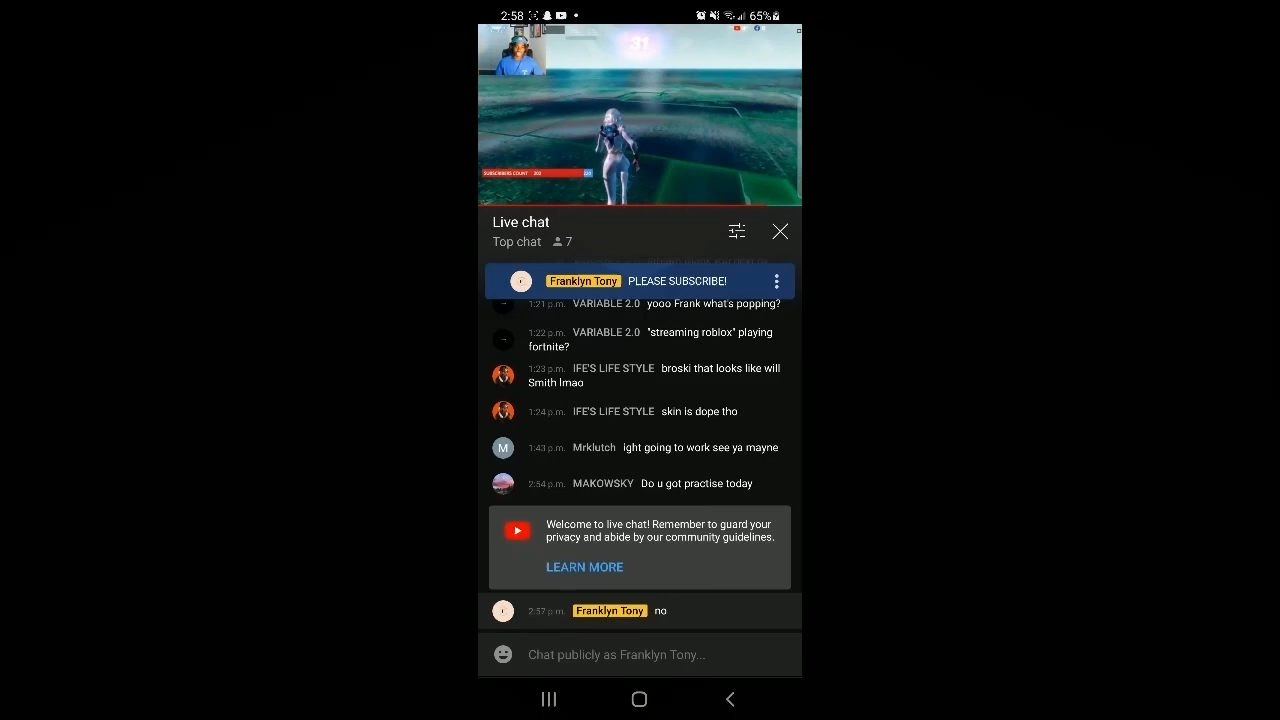 2:58
65%
31
SUBSCRIBERS COUNT 202
220
Live chat
Top chat 7
Franklyn Tony PLEASE SUBSCRIBE!
1:21 p.m. VARIABLE 2.0 yooo Frank what's popping?
1:22 p.m. VARIABLE 2.0 "streaming roblox" playing
fortnite?
1:23 p.m. IFE'S LIFE STYLE broski that looks like will
Smith lmao
1:24 p.m. IFE'S LIFE STYLE skin is dope tho
M 1:43 p.m. Mrklutch ight going to work see ya mayne
2:54 p.m. MAKOWSKY Do u got practise today
Welcome to live chat! Remember to guard your
privacy and abide by our community guidelines.
LEARN MORE
2:57 p.m. Franklyn Tony no
Chat publicly as Franklyn Tony...